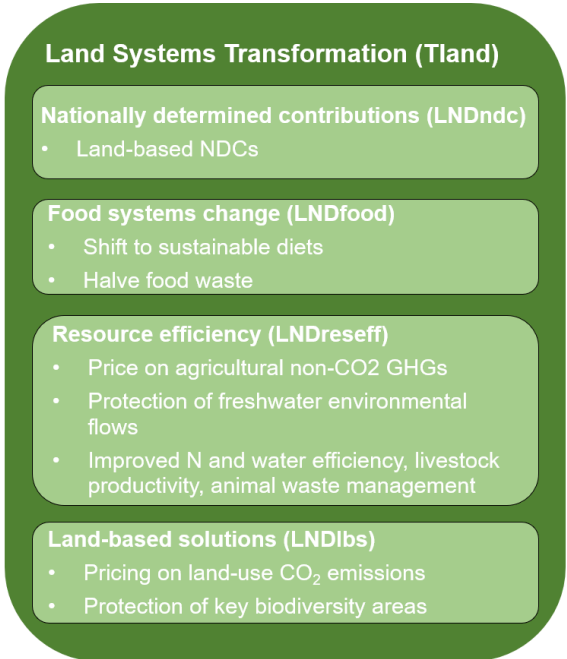 Land Systems Transformation (Tland)
Nationally determined contributions (LNDndc)
• Land-based NDCs
Food systems change (LNDfood)
• Shift to sustainable diets
• Halve food waste
Resource efficiency (LNDreseff)
• Price on agricultural non-CO2 GHGs
• Protection of freshwater environmental
flows
• Improved N and water efficiency, livestock
productivity, animal waste management
Land-based solutions (LNDlbs)
• Pricing on land-use CO₂ emissions
• Protection of key biodiversity areas